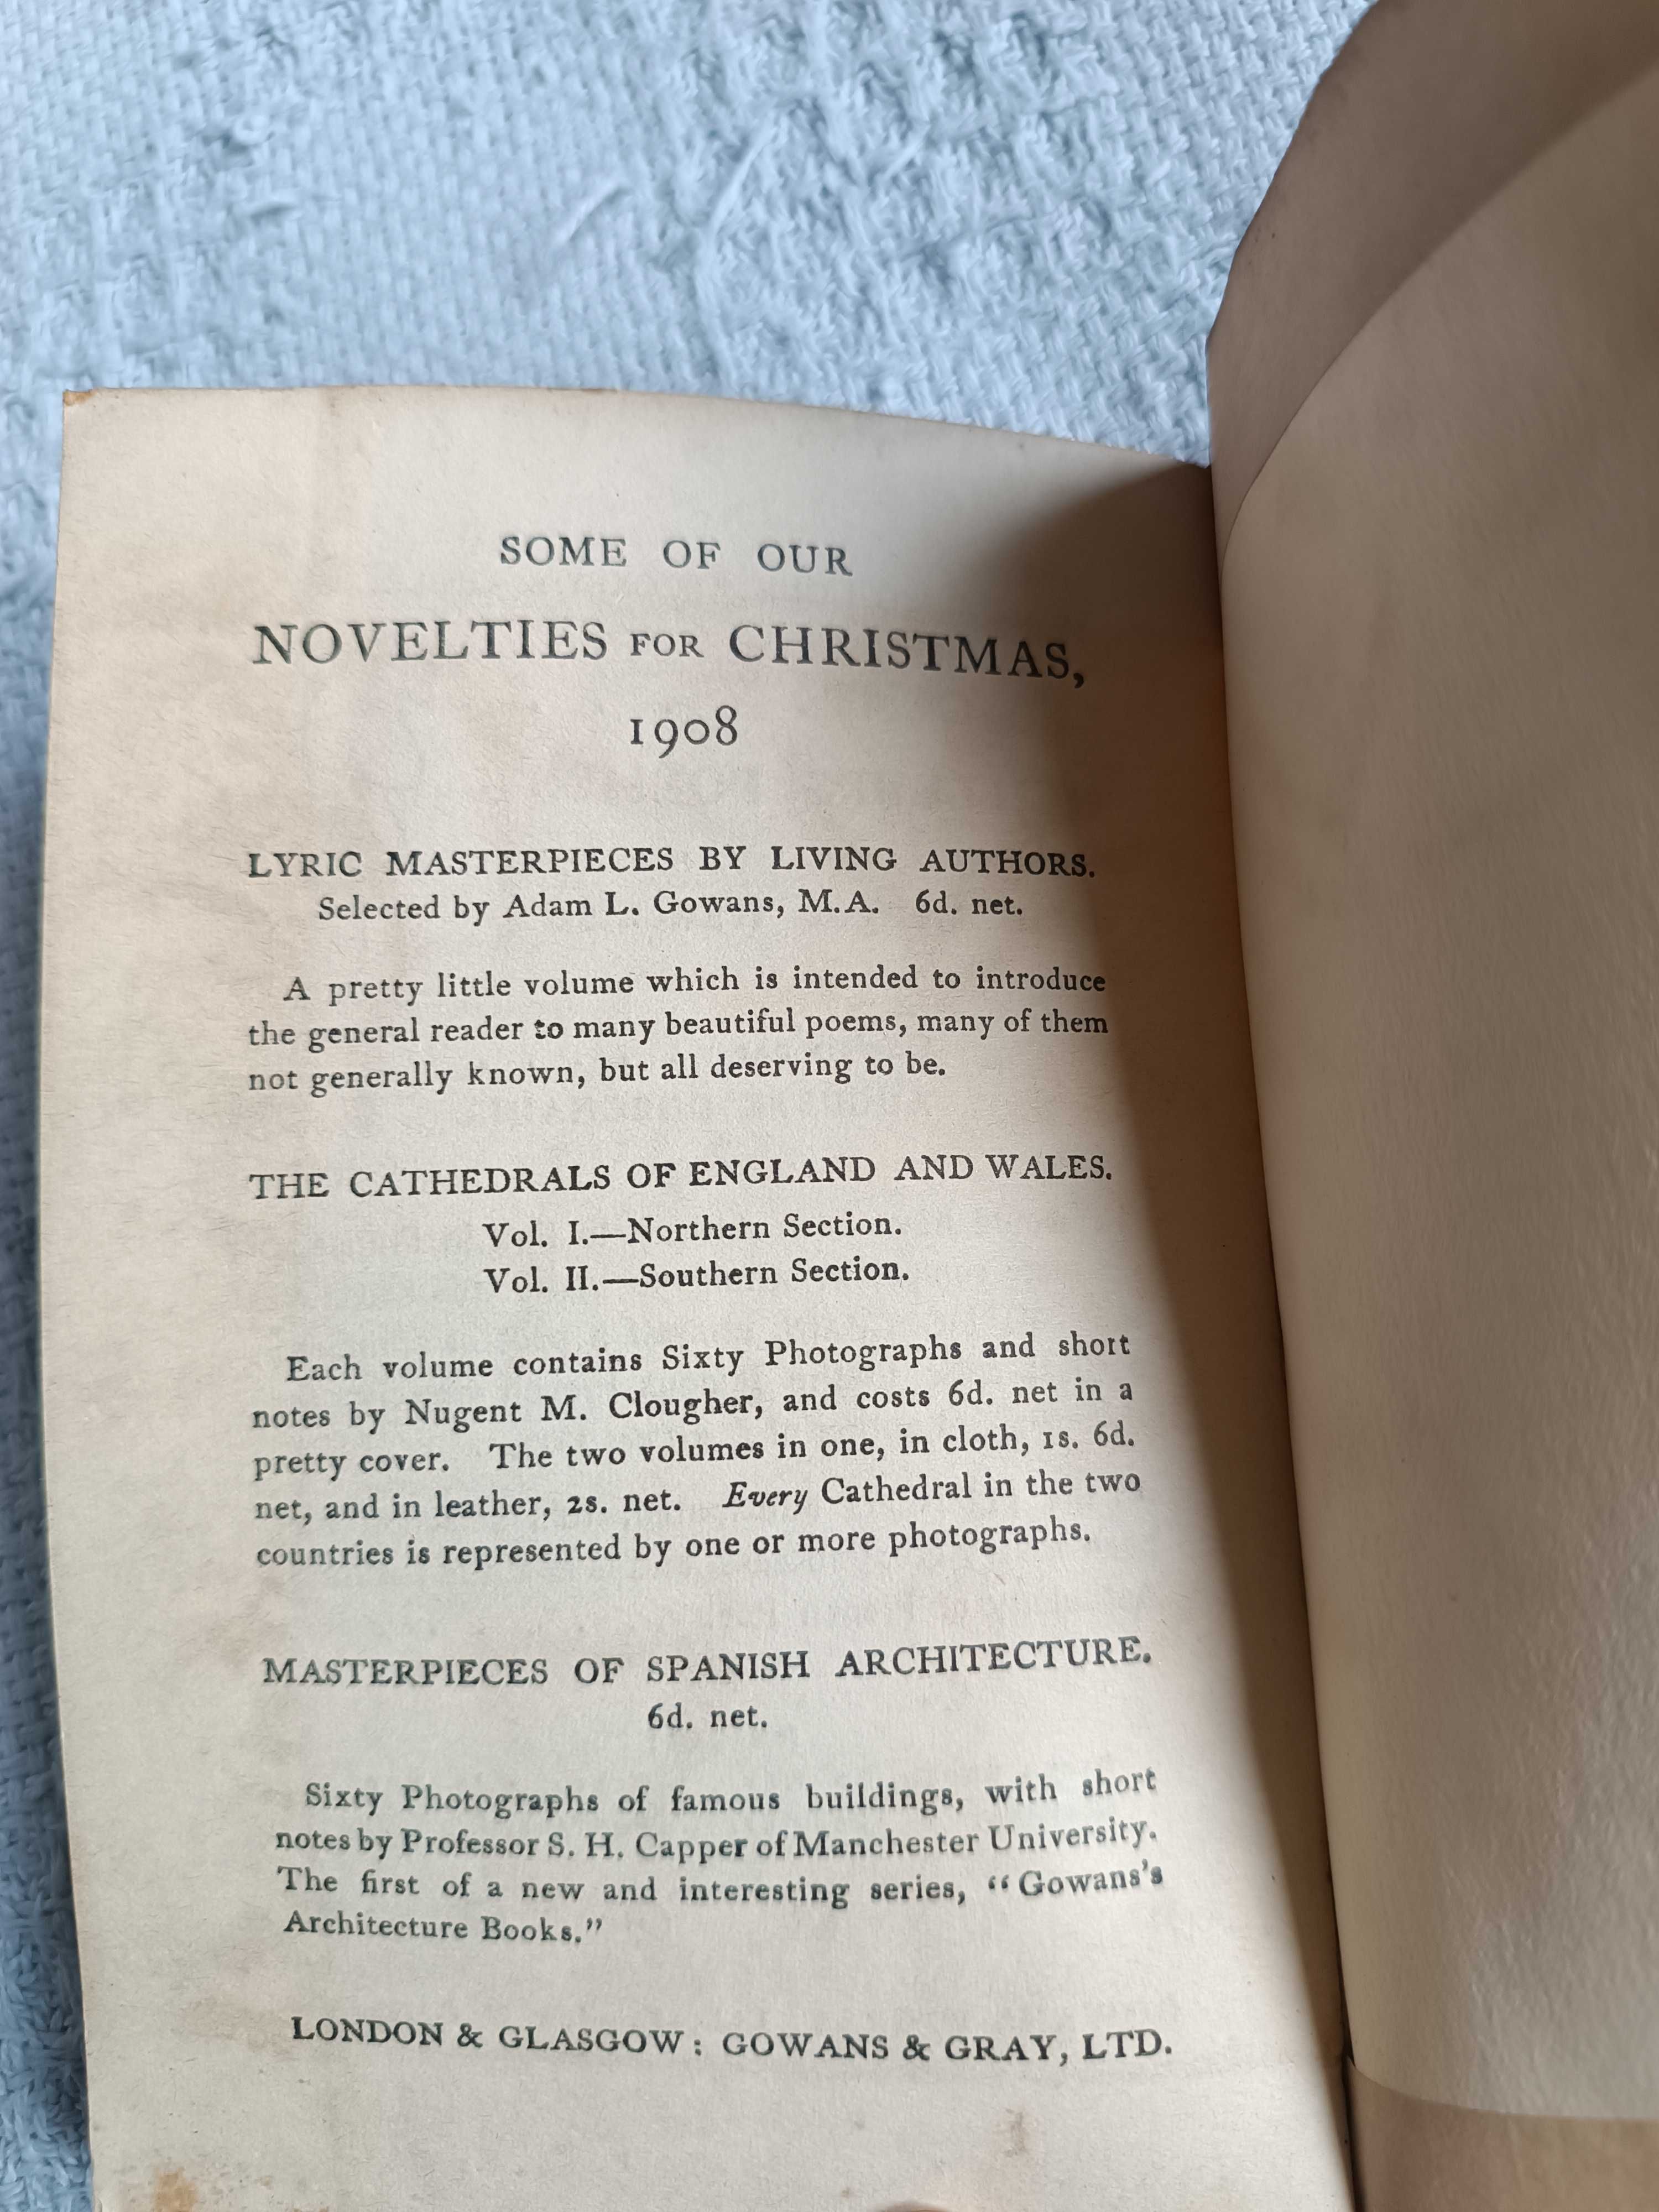 SOME OF OUR
NOVELTIES FOR CHRISTMAS,
1908
LYRIC MASTERPIECES BY LIVING AUTHORS.
Selected by Adam L. Gowans, M.A. 6d. net.
A pretty little volume which is intended to introduce
the general reader to many beautiful poems, many of them
not generally known, but all deserving to be.
THE CATHEDRALS OF ENGLAND AND WALES.
Vol. I.—Northern Section.
Vol. II.—Southern Section.
Each volume contains Sixty Photographs and short
notes by Nugent M. Clougher, and costs 6d. net in a
pretty cover. The two volumes in one, in cloth, 1s. 6d.
net, and in leather, 2s. net. Every Cathedral in the two
countries is represented by one or more photographs.
MASTERPIECES OF SPANISH ARCHITECTURE.
6d. net.
Sixty Photographs of famous buildings, with short
notes by Professor S. H. Capper of Manchester University.
The first of a new and interesting series, “Gowans’s
Architecture Books.”
LONDON & GLASGOW: GOWANS & GRAY, LTD.